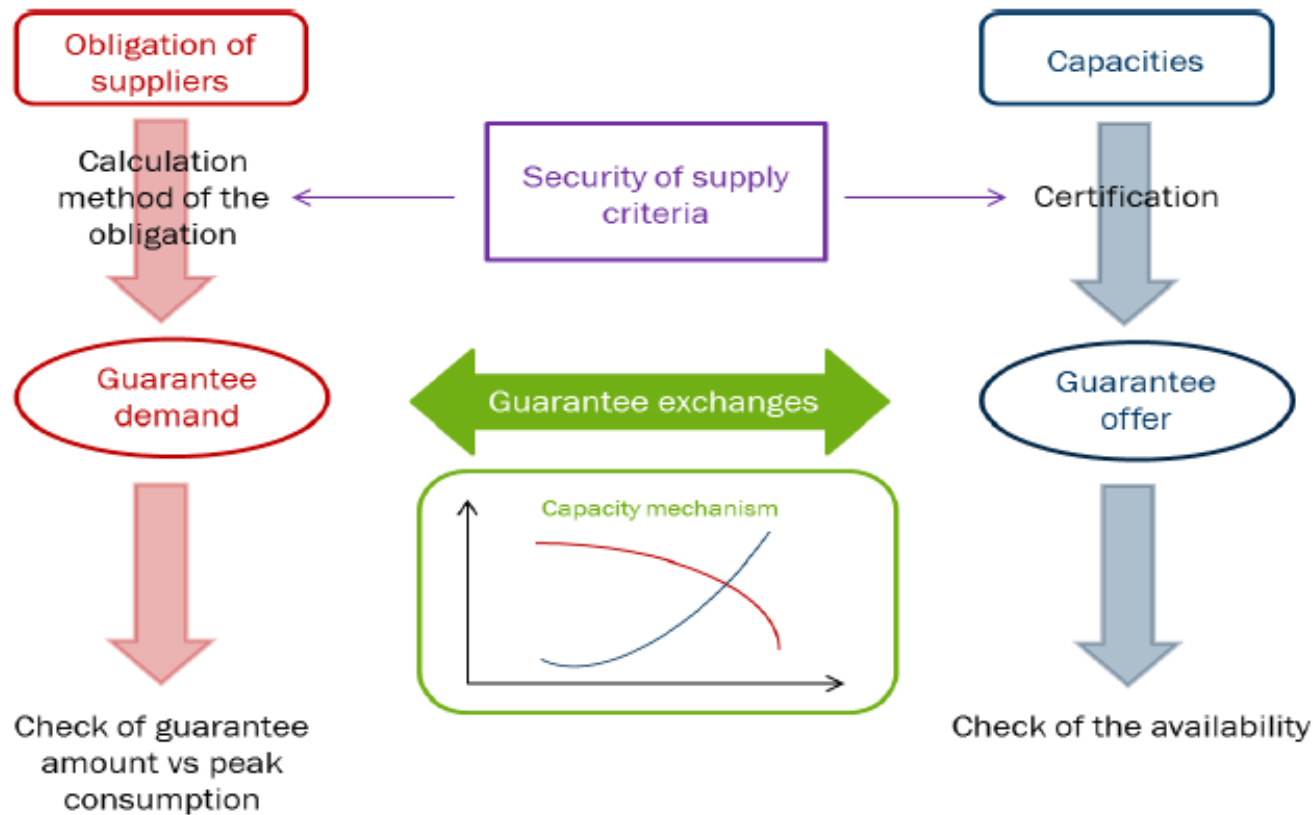 Obligation of
suppliers
Capacities
Calculation
method of the
obligation
Security of supply
criteria
Certification
Guarantee
demand
Guarantee exchanges
Guarantee
offer
Capacity mechanism
Check of guarantee
amount vs peak
consumption
Check of the availability